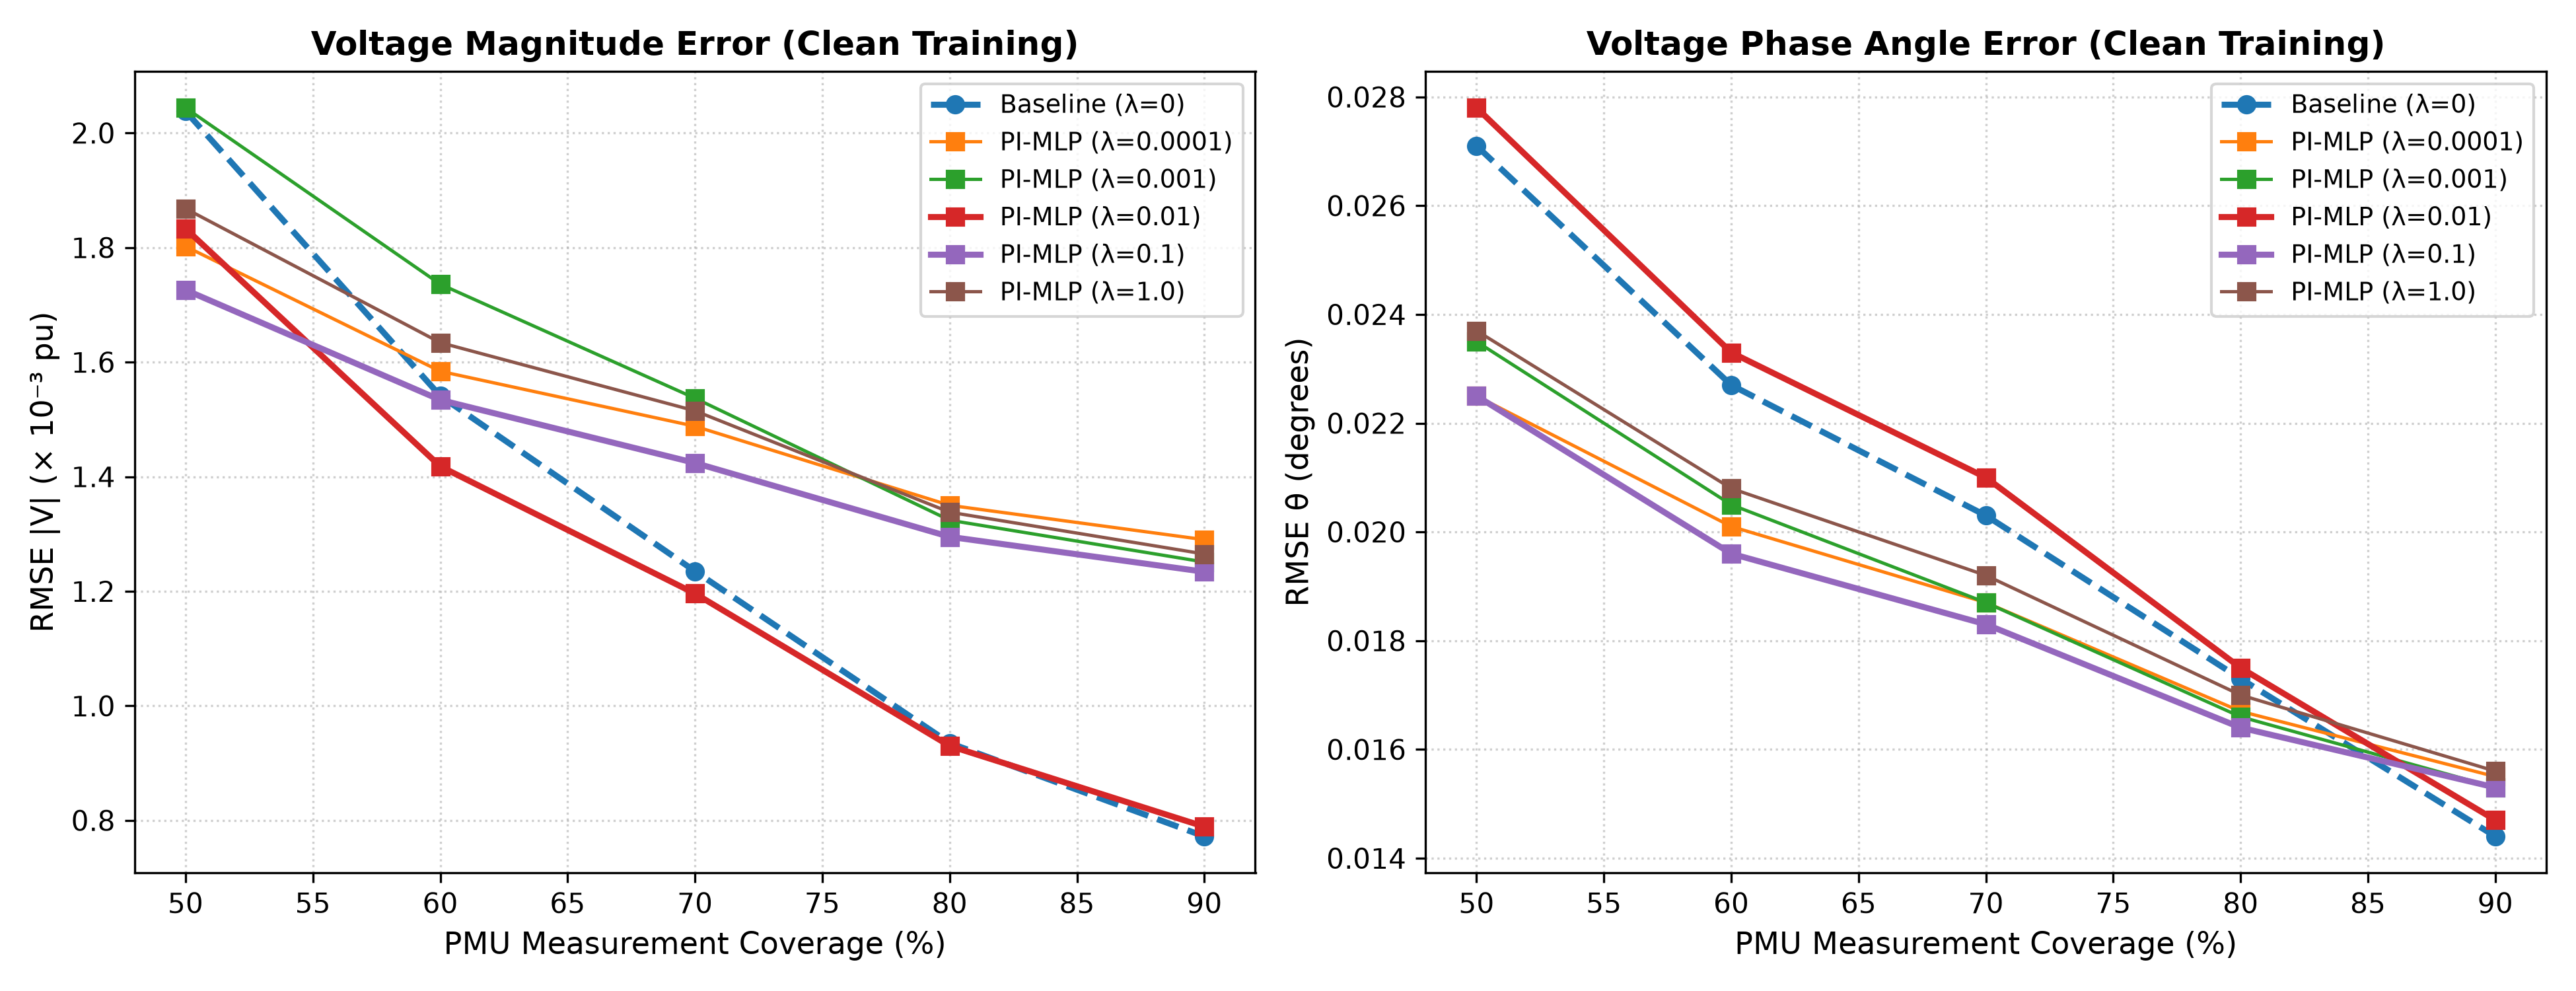 Voltage Magnitude Error (Clean Training)
RMSE |V| (× 10⁻³ pu)
2.0
1.8
1.6
1.4
1.2
1.0
0.8
50 55 60 65 70 75 80 85 90
PMU Measurement Coverage (%)
Baseline (λ=0)
PI-MLP (λ=0.0001)
PI-MLP (λ=0.001)
PI-MLP (λ=0.01)
PI-MLP (λ=0.1)
PI-MLP (λ=1.0)
Voltage Phase Angle Error (Clean Training)
RMSE θ (degrees)
0.028
0.026
0.024
0.022
0.020
0.018
0.016
0.014
50 55 60 65 70 75 80 85 90
PMU Measurement Coverage (%)
Baseline (λ=0)
PI-MLP (λ=0.0001)
PI-MLP (λ=0.001)
PI-MLP (λ=0.01)
PI-MLP (λ=0.1)
PI-MLP (λ=1.0)